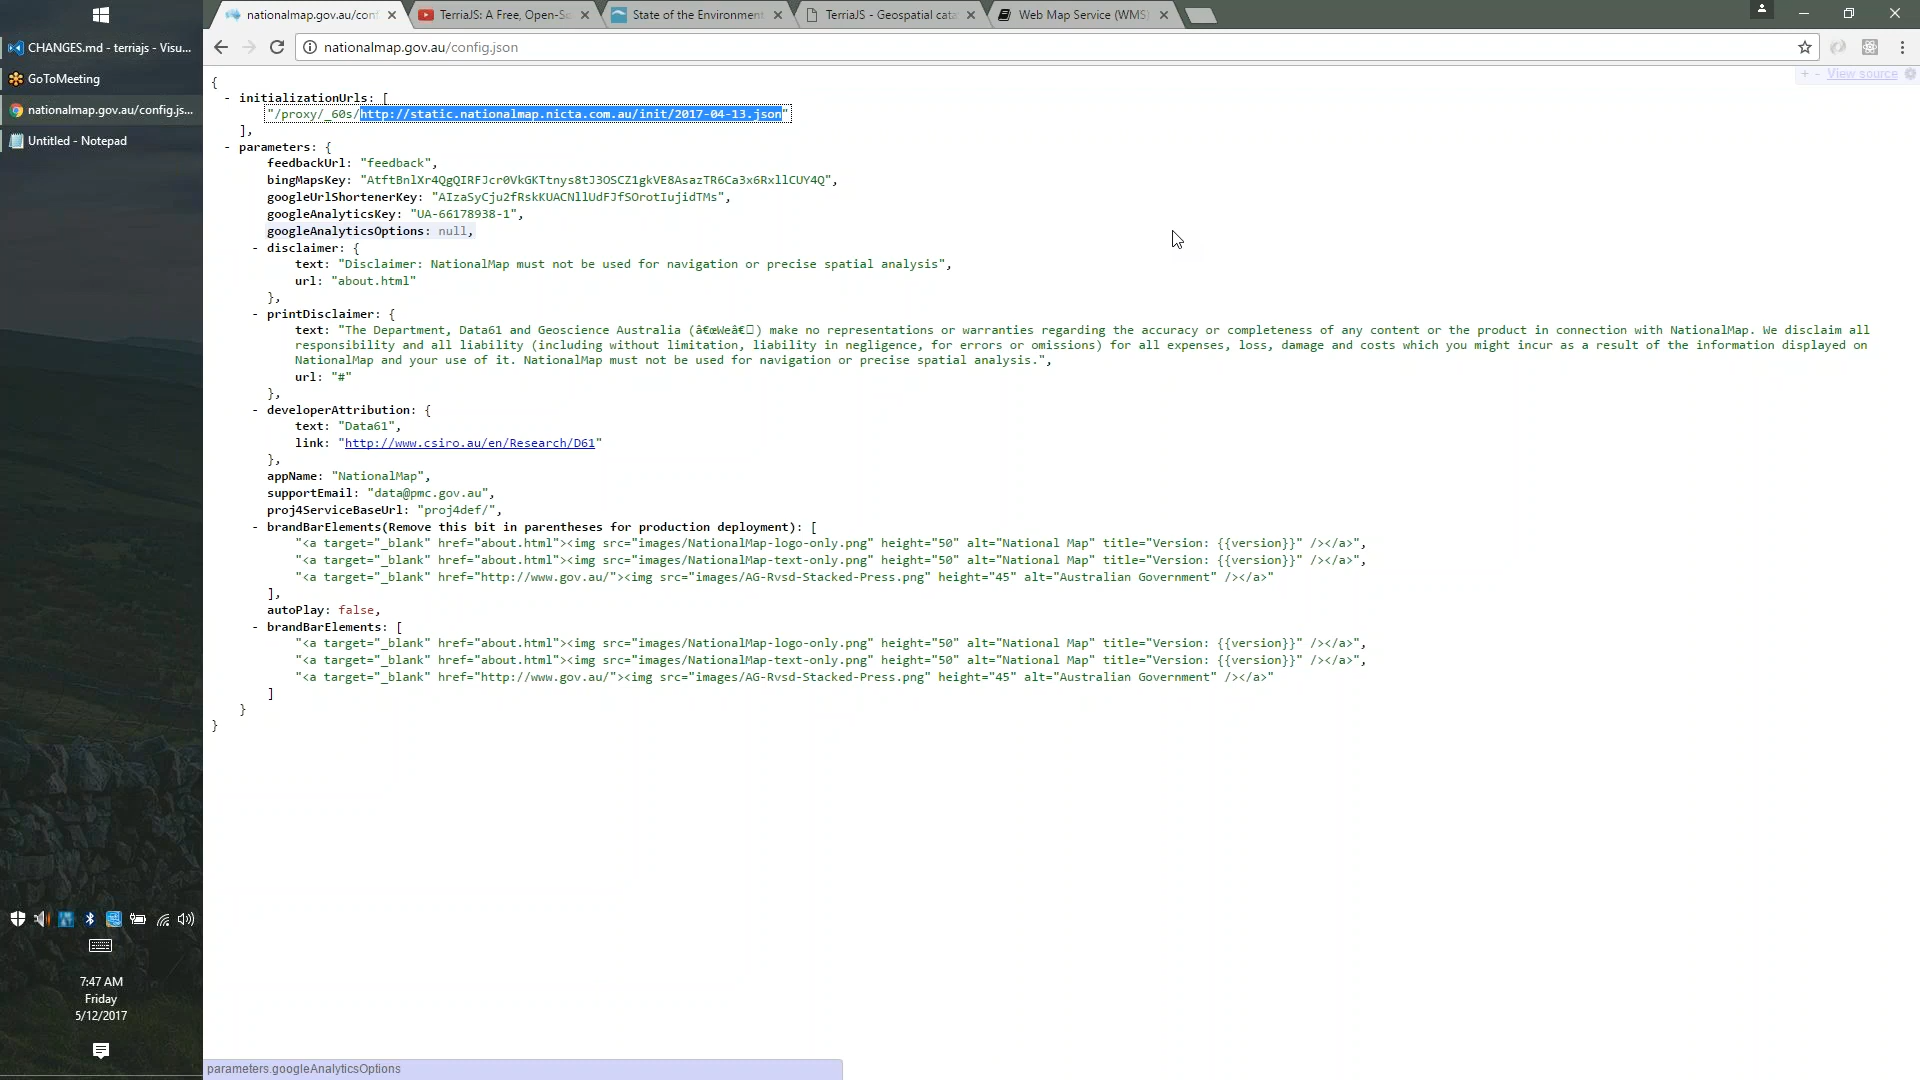 CHANGES.md - terriajs - Visu...
GoToMeeting
nationalmap.gov.au/config.js...
Untitled - Notepad
7:47 AM
Friday
5/12/2017
nationalmap.gov.au/conf
TerriaJS: A Free, Open-So
State of the Environment
TerriaJS - Geospatial cata
Web Map Service (WMS)
nationalmap.gov.au/config.json
+ - View source
{
- initializationUrls: [
"/proxy/_60s/http://static.nationalmap.nicta.com.au/init/2017-04-13.json"
],
- parameters: {
feedbackUrl: "feedback",
bingMapsKey: "AtftBnlXr4QgQIRFJcr0VkGKTtnys8tJ3OSCZ1gkVE8AsazTR6Ca3x6RxllCUY4Q",
googleUrlShortenerKey: "AIzaSyCju2fRskKUACNllUdFJfSOrotIujidTMs",
googleAnalyticsKey: "UA-66178938-1",
googleAnalyticsOptions: null,
- disclaimer: {
text: "Disclaimer: NationalMap must not be used for navigation or precise spatial analysis",
url: "about.html"
},
- printDisclaimer: {
text: "The Department, Data61 and Geoscience Australia (â€œWeâ€□) make no representations or warranties regarding the accuracy or completeness of any content or the product in connection with NationalMap. We disclaim all
responsibility and all liability (including without limitation, liability in negligence, for errors or omissions) for all expenses, loss, damage and costs which you might incur as a result of the information displayed on
NationalMap and your use of it. NationalMap must not be used for navigation or precise spatial analysis.",
url: "#"
},
- developerAttribution: {
text: "Data61",
link: "http://www.csiro.au/en/Research/D61"
},
appName: "NationalMap",
supportEmail: "data@pmc.gov.au",
proj4ServiceBaseUrl: "proj4def/",
- brandBarElements(Remove this bit in parentheses for production deployment): [
"<a target="_blank" href="about.html"><img src="images/NationalMap-logo-only.png" height="50" alt="National Map" title="Version: {{version}}" /></a>",
"<a target="_blank" href="about.html"><img src="images/NationalMap-text-only.png" height="50" alt="National Map" title="Version: {{version}}" /></a>",
"<a target="_blank" href="http://www.gov.au/"><img src="images/AG-Rvsd-Stacked-Press.png" height="45" alt="Australian Government" /></a>"
],
autoPlay: false,
- brandBarElements: [
"<a target="_blank" href="about.html"><img src="images/NationalMap-logo-only.png" height="50" alt="National Map" title="Version: {{version}}" /></a>",
"<a target="_blank" href="about.html"><img src="images/NationalMap-text-only.png" height="50" alt="National Map" title="Version: {{version}}" /></a>",
"<a target="_blank" href="http://www.gov.au/"><img src="images/AG-Rvsd-Stacked-Press.png" height="45" alt="Australian Government" /></a>"
]
}
}
parameters.googleAnalyticsOptions